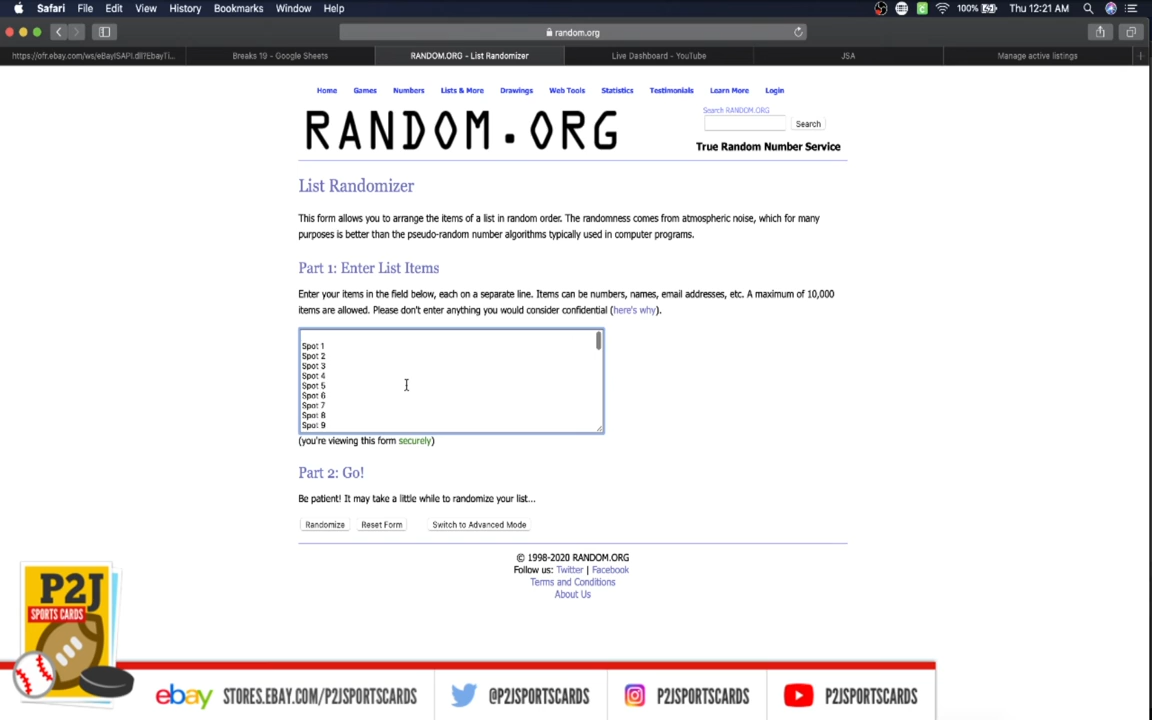 Safari File Edit View History Bookmarks Window Help 100% Thu 12:21 AM
random.org
https://ofr.ebay.com/ws/eBayISAPI.dll?EbayTi... Breaks 19 - Google Sheets RANDOM.ORG - List Randomizer Live Dashboard - YouTube JSA Manage active listings
Home Games Numbers Lists & More Drawings Web Tools Statistics Testimonials Learn More Login
RANDOM.ORG
Search RANDOM.ORG
Search
True Random Number Service
List Randomizer
This form allows you to arrange the items of a list in random order. The randomness comes from atmospheric noise, which for many
purposes is better than the pseudo-random number algorithms typically used in computer programs.
Part 1: Enter List Items
Enter your items in the field below, each on a separate line. Items can be numbers, names, email addresses, etc. A maximum of 10,000
items are allowed. Please don't enter anything you would consider confidential (here's why).
Spot 1
Spot 2
Spot 3
Spot 4
Spot 5
Spot 6
Spot 7
Spot 8
Spot 9
(you're viewing this form securely)
Part 2: Go!
Be patient! It may take a little while to randomize your list...
Randomize Reset Form Switch to Advanced Mode
© 1998-2020 RANDOM.ORG
Follow us: Twitter | Facebook
Terms and Conditions
About Us
P2J
SPORTS CARDS
ebay STORES.EBAY.COM/P2JSPORTSCARDS @P2JSPORTSCARDS P2JSPORTSCARDS P2JSPORTSCARDS